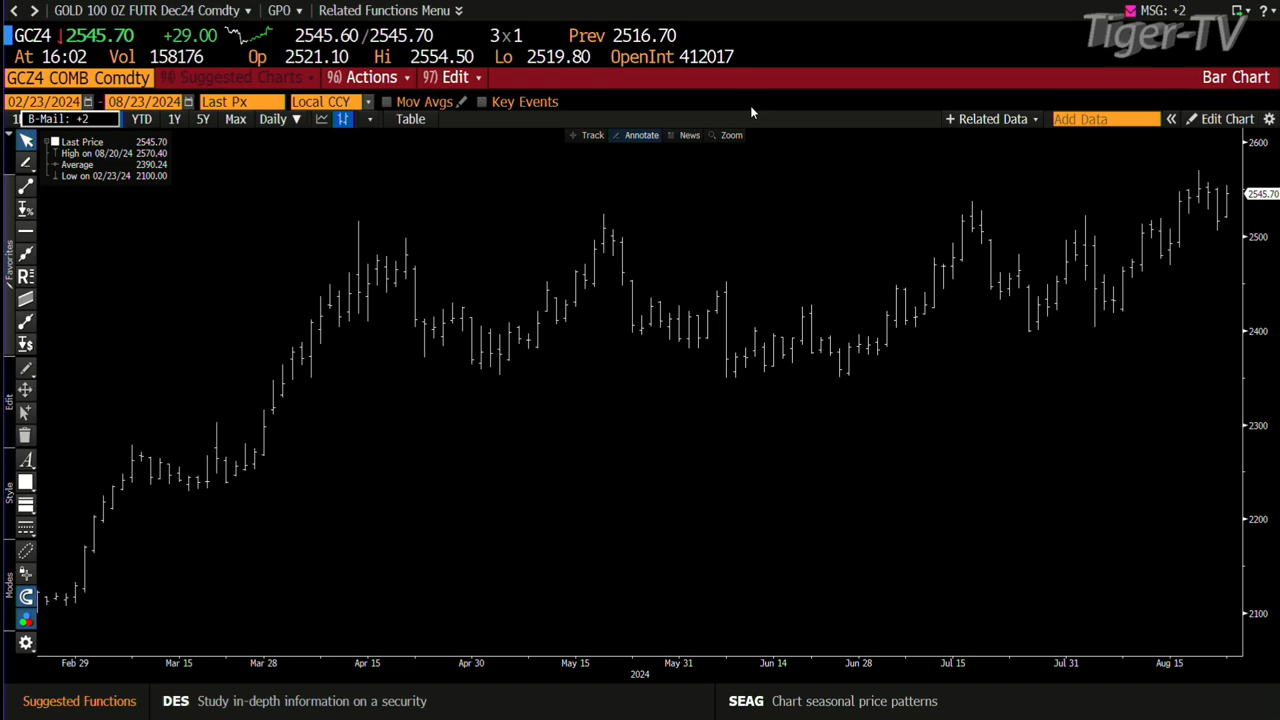 GOLD 100 OZ FUTR Dec24 Comdty GPO Related Functions Menu MSG: +2 ?
Tiger-TV
GCZ4 ↓2545.70 +29.00 2545.60/2545.70 3x1 Prev 2516.70
At 16:02 Vol 158176 Op 2521.10 Hi 2554.50 Lo 2519.80 OpenInt 412017
GCZ4 COMB Comdty 94) Suggested Charts 96) Actions 97) Edit Bar Chart
02/23/2024 - 08/23/2024 Last Px Local CCY Mov Avgs Key Events
B-Mail: +2 YTD 1Y 5Y Max Daily ▼ Table + Related Data Add Data « Edit Chart
Track Annotate News Zoom
Last Price 2545.70
High on 08/20/24 2570.40
Average 2390.24
Low on 02/23/24 2100.00
2600
2545.70
2500
2400
2300
2200
2100
Favorites
Edit
Style
Modes
Feb 29 Mar 15 Mar 28 Apr 15 Apr 30 May 15 May 31 Jun 14 Jun 28 Jul 15 Jul 31 Aug 15
2024
Suggested Functions DES Study in-depth information on a security SEAG Chart seasonal price patterns